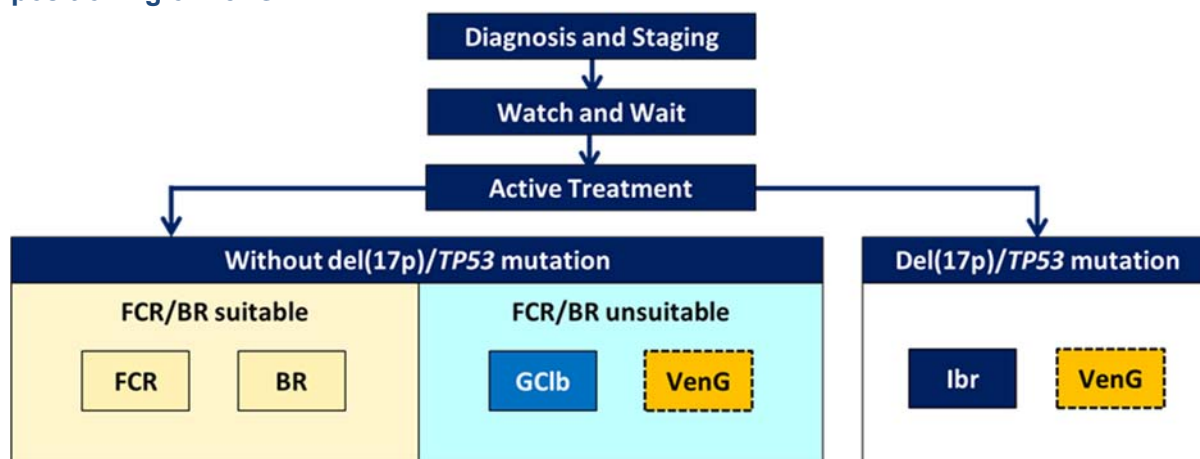 Diagnosis and Staging
Watch and Wait
Active Treatment
Without del(17p)/TP53 mutation
Del(17p)/TP53 mutation
FCR/BR suitable
FCR/BR unsuitable
FCR
BR
GClb
VenG
Ibr
VenG